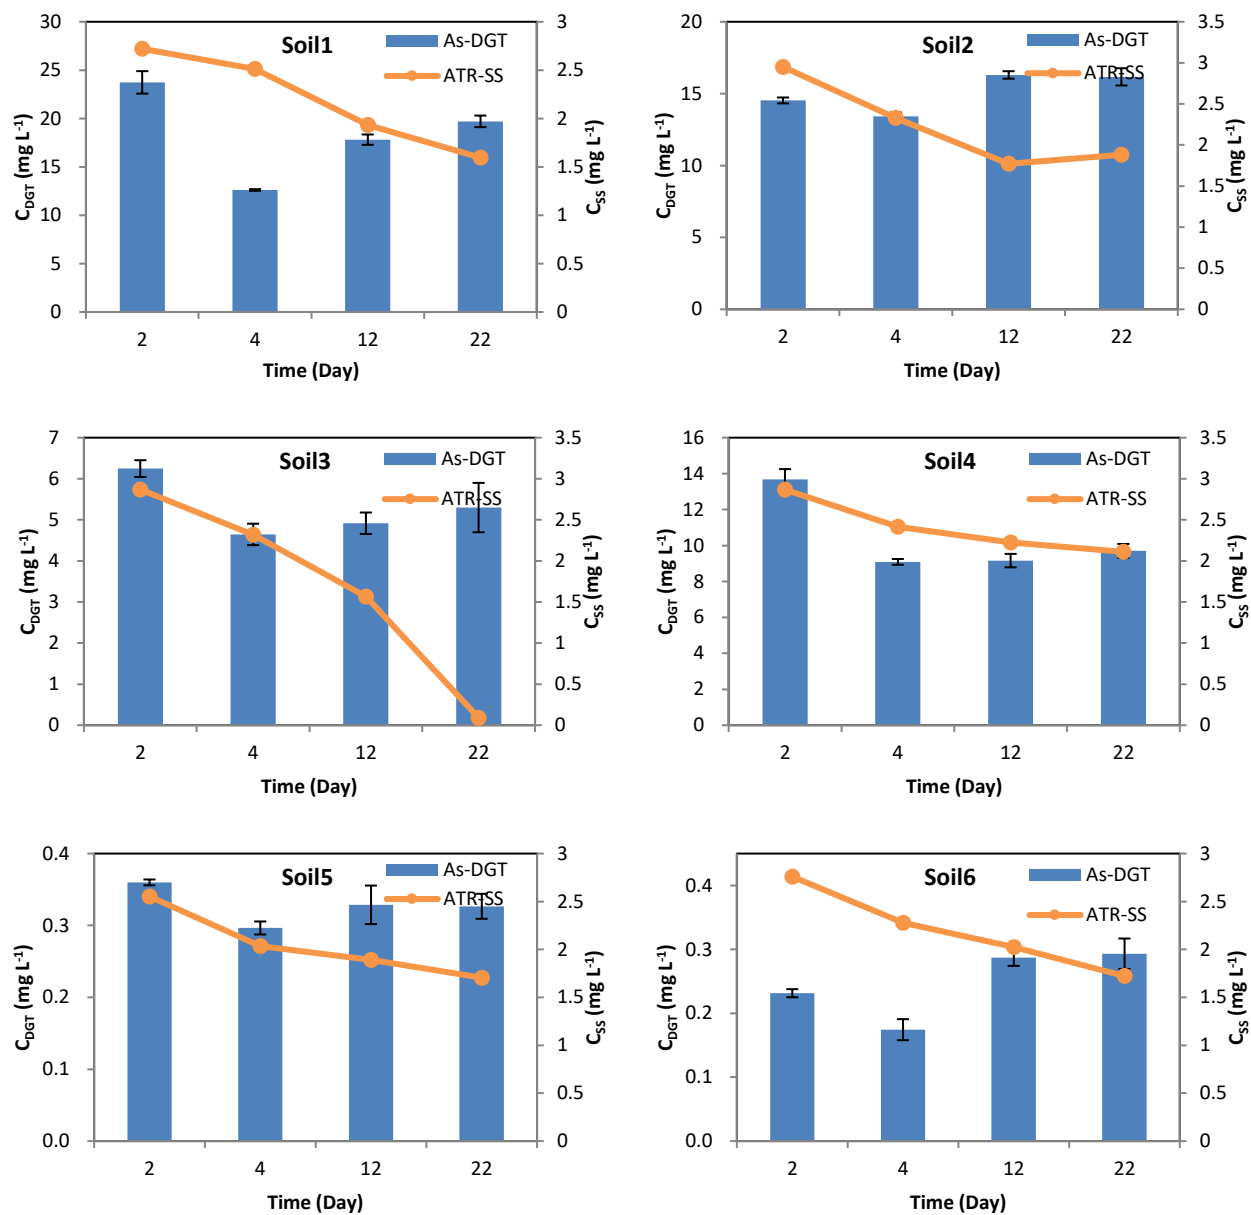 Soil1
As-DGT
ATR-SS
30
25
20
15
10
5
0
3
2.5
2
1.5
1
0.5
0
C_DGT (mg L⁻¹)
C_SS (mg L⁻¹)
2 4 12 22
Time (Day)
Soil2
As-DGT
ATR-SS
20
15
10
5
0
3.5
3
2.5
2
1.5
1
0.5
0
C_DGT (mg L⁻¹)
C_SS (mg L⁻¹)
2 4 12 22
Time (Day)
Soil3
As-DGT
ATR-SS
7
6
5
4
3
2
1
0
3.5
3
2.5
2
1.5
1
0.5
0
C_DGT (mg L⁻¹)
C_SS (mg L⁻¹)
2 4 12 22
Time (Day)
Soil4
As-DGT
ATR-SS
16
14
12
10
8
6
4
2
0
3.5
3
2.5
2
1.5
1
0.5
0
C_DGT (mg L⁻¹)
C_SS (mg L⁻¹)
2 4 12 22
Time (Day)
Soil5
As-DGT
ATR-SS
0.4
0.3
0.2
0.1
0.0
3
2.5
2
1.5
1
0.5
0
C_DGT (mg L⁻¹)
C_SS (mg L⁻¹)
2 4 12 22
Time (Day)
Soil6
As-DGT
ATR-SS
0.4
0.3
0.2
0.1
0.0
3
2.5
2
1.5
1
0.5
0
C_DGT (mg L⁻¹)
C_SS (mg L⁻¹)
2 4 12 22
Time (Day)